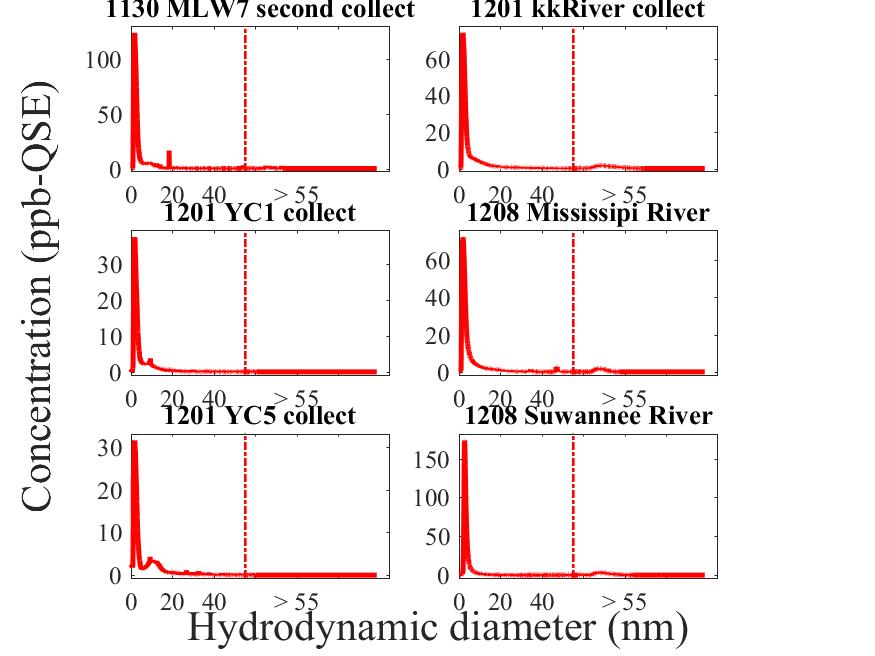 1130 MLW7 second collect
1201 kkRiver collect
100
50
0
0 20 40 > 55
60
40
20
0
0 20 40 > 55
1201 YC1 collect
1208 Mississipi River
30
20
10
0
0 20 40 > 55
60
40
20
0
0 20 40 > 55
1201 YC5 collect
1208 Suwannee River
30
20
10
0
0 20 40 > 55
150
100
50
0
0 20 40 > 55
Concentration (ppb-QSE)
Hydrodynamic diameter (nm)